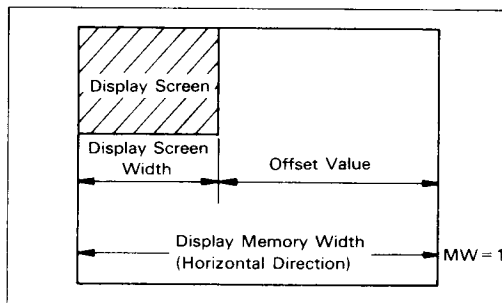 Display Screen
Display Screen
Width
Offset Value
Display Memory Width
(Horizontal Direction)
MW = 1